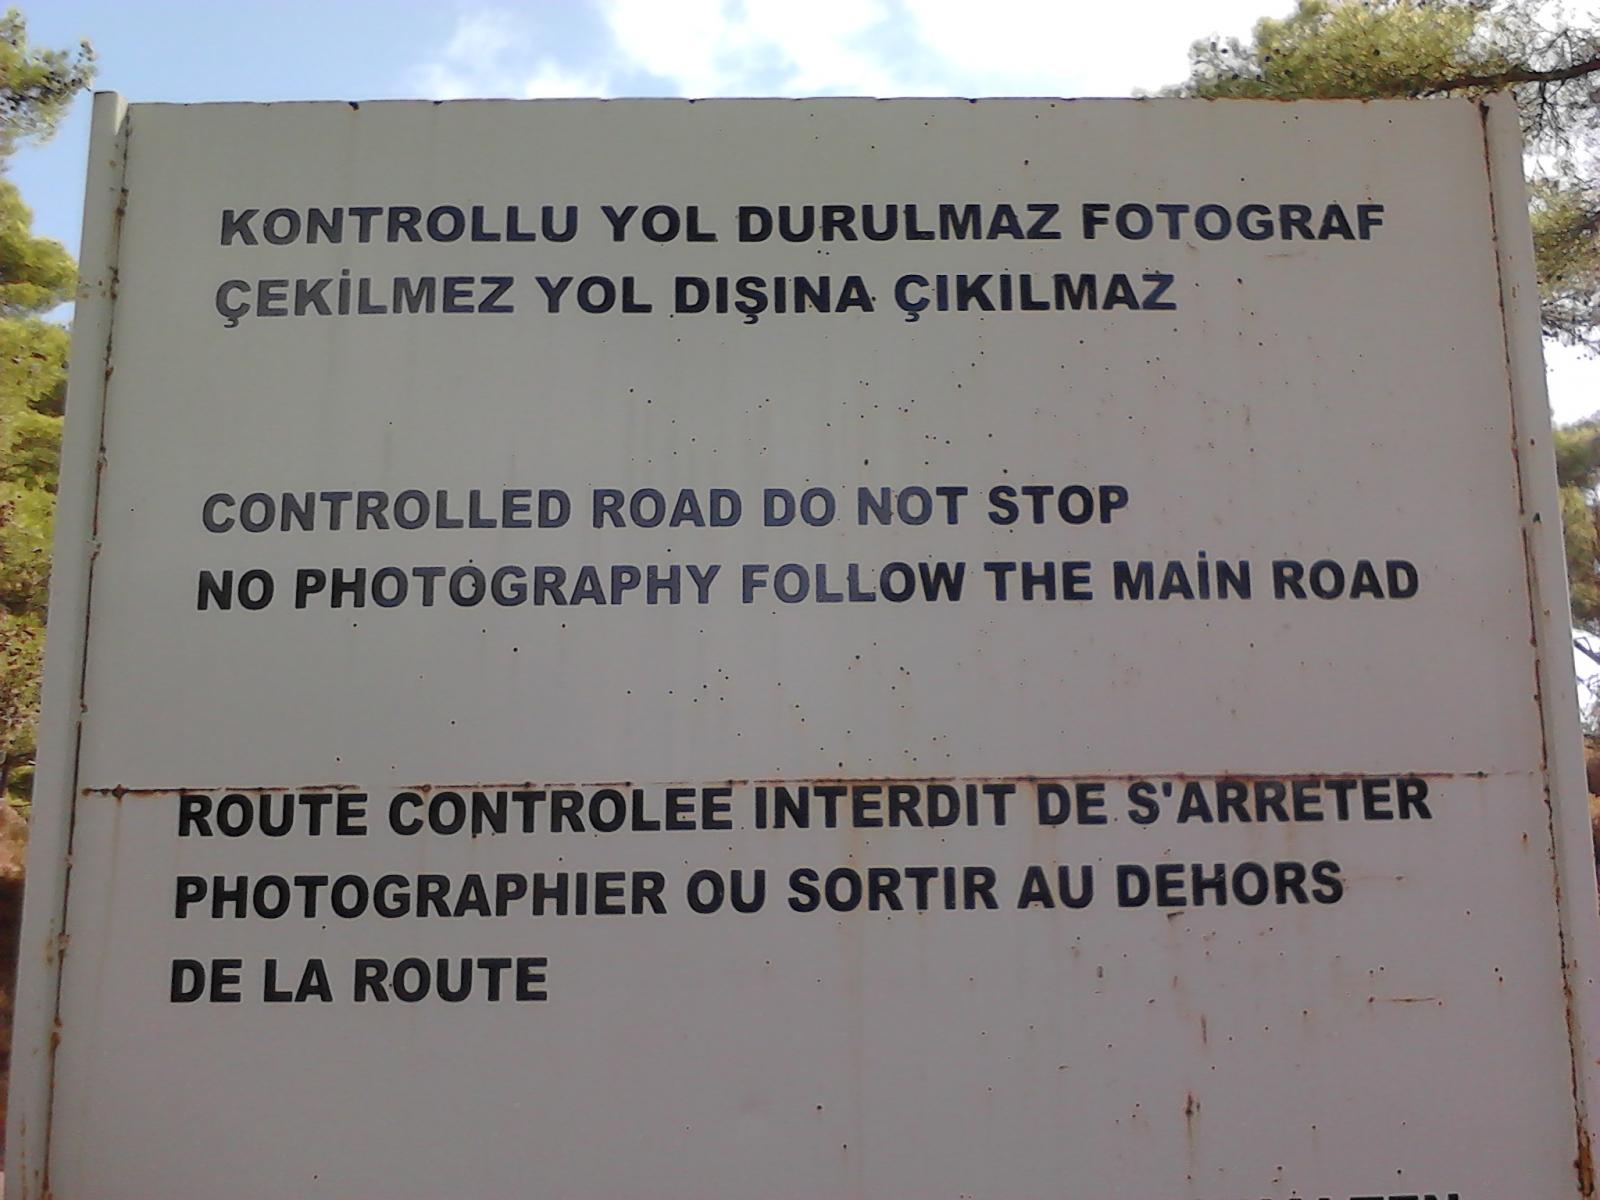 KONTROLLU YOL DURULMAZ FOTOGRAF
ÇEKİLMEZ YOL DIŞINA ÇIKILMAZ
CONTROLLED ROAD DO NOT STOP
NO PHOTOGRAPHY FOLLOW THE MAİN ROAD
ROUTE CONTROLEE INTERDIT DE S'ARRETER
PHOTOGRAPHIER OU SORTIR AU DEHORS
DE LA ROUTE